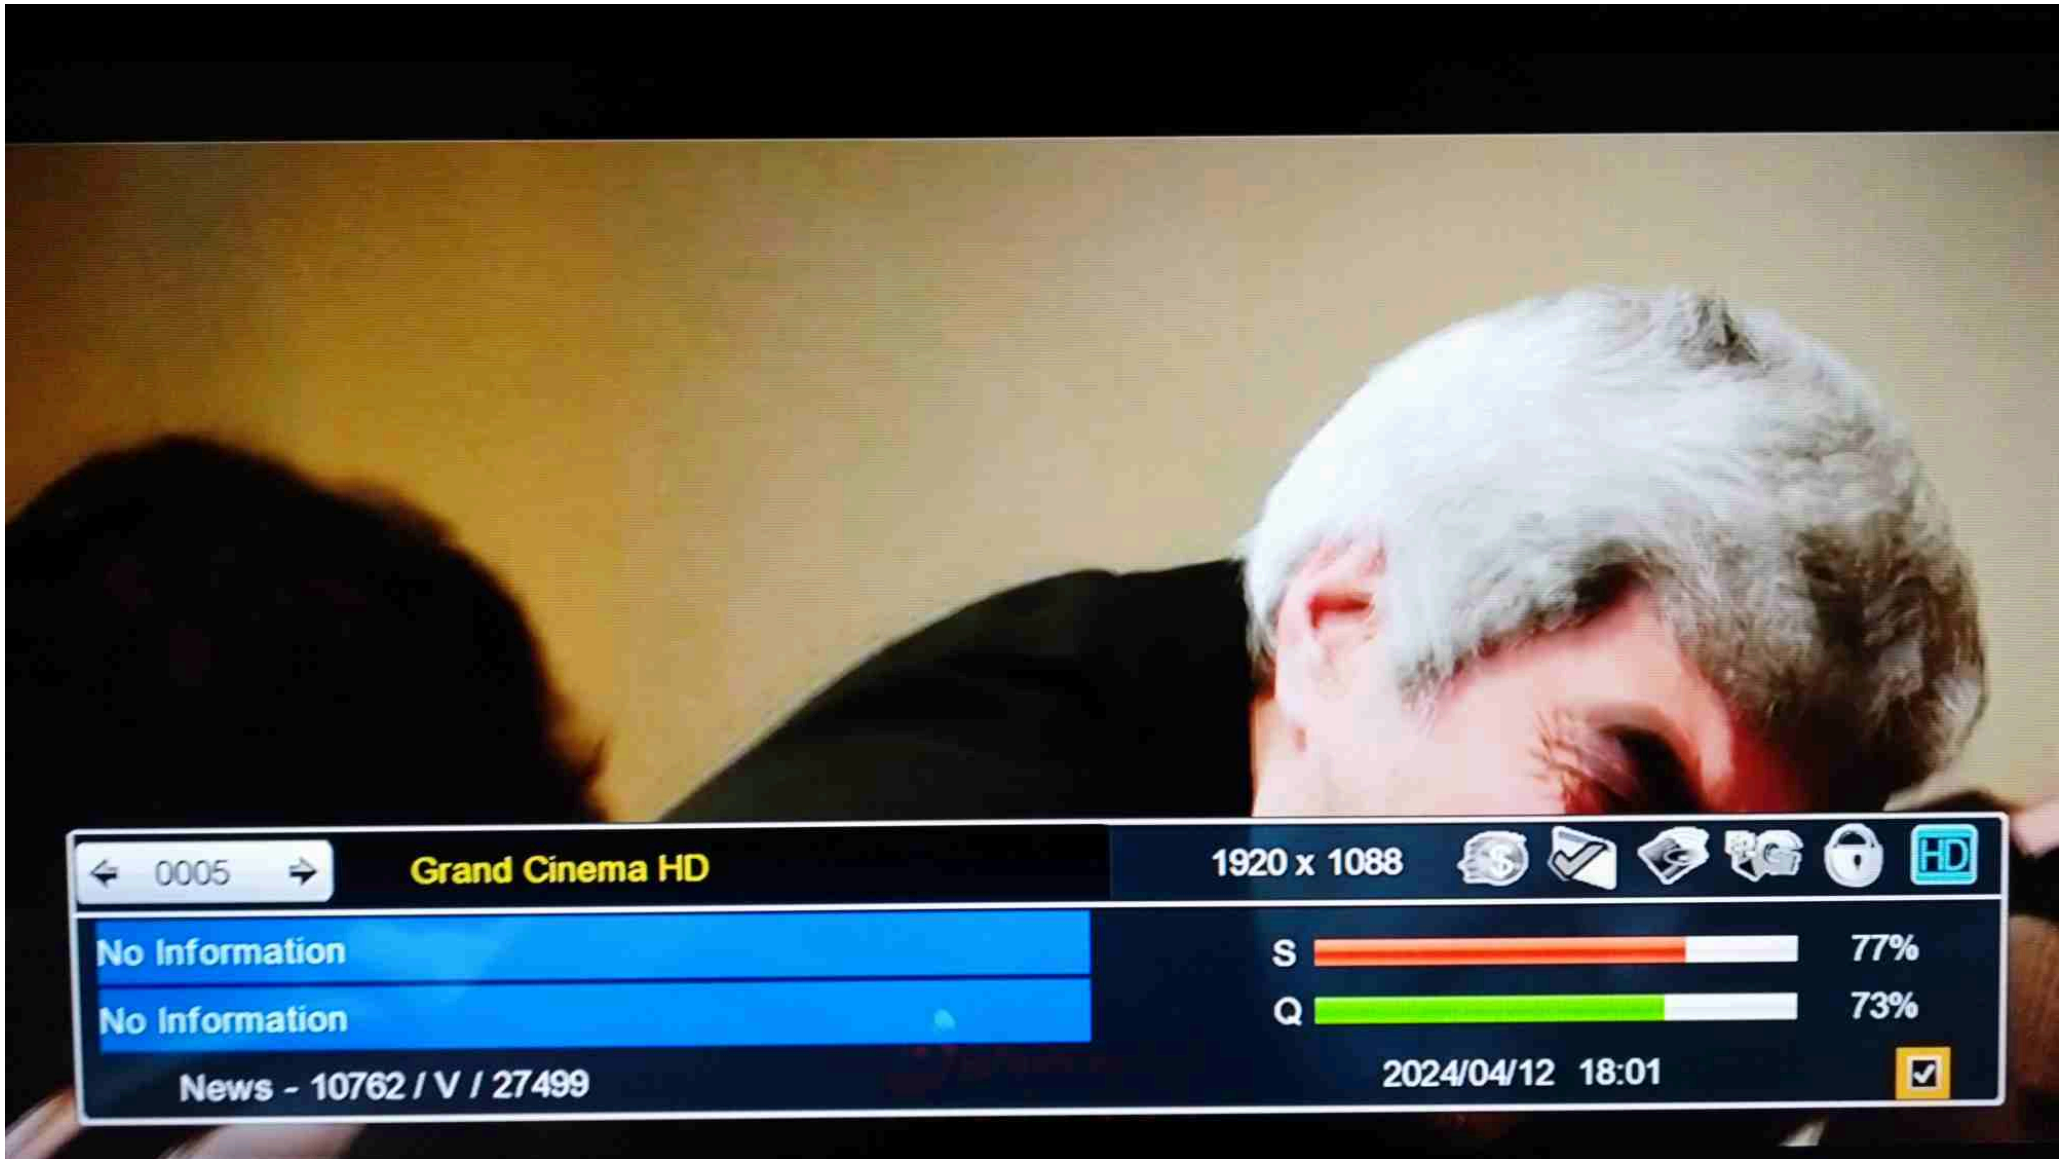 0005
Grand Cinema HD
1920 x 1088
HD
No Information
S 77%
No Information
Q 73%
News - 10762 / V / 27499
2024/04/12 18:01